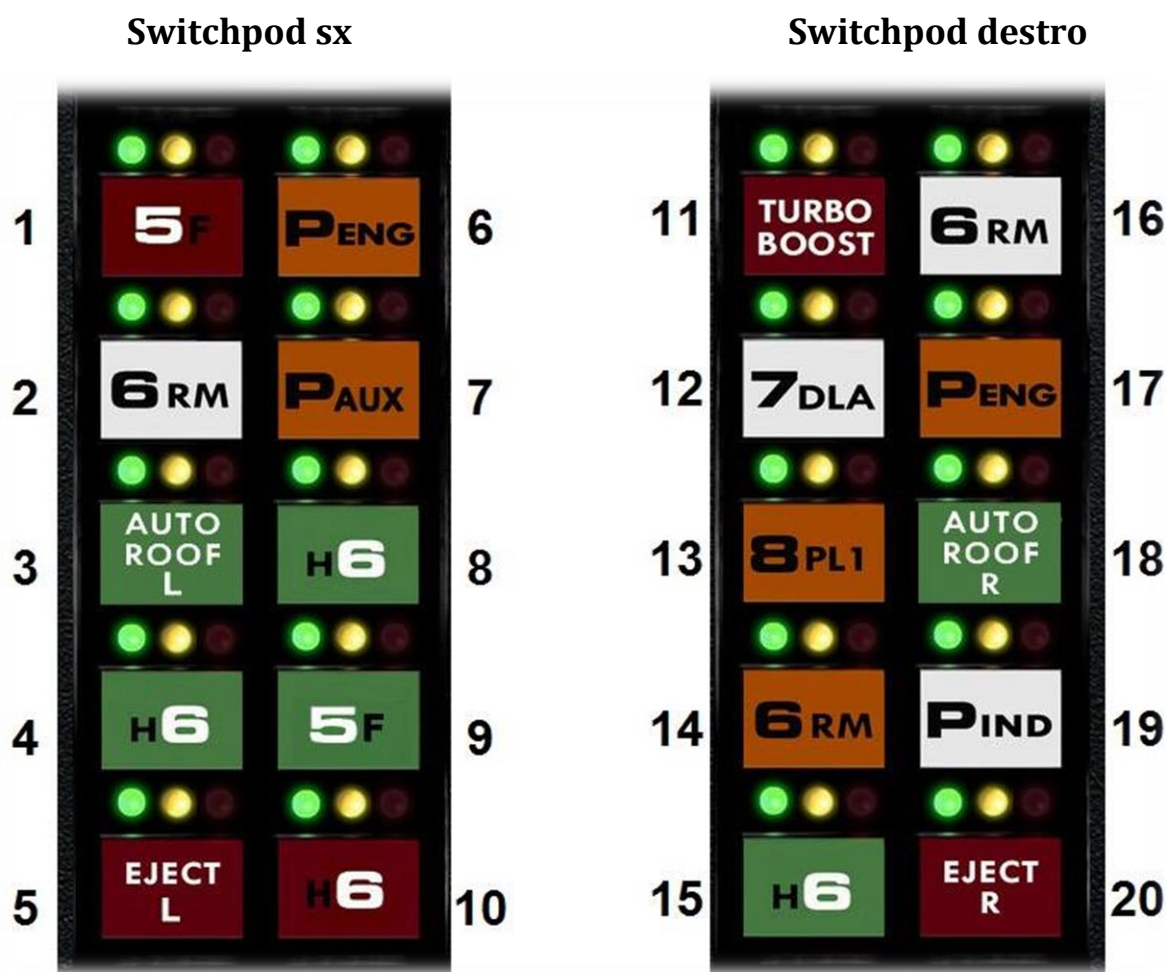 Switchpod sx
Switchpod destro
1
5F
PENG
6
2
6RM
PAUX
7
3
AUTO
ROOF
L
H6
8
4
H6
5F
9
5
EJECT
L
H6
10
11
TURBO
BOOST
6RM
16
12
7DLA
PENG
17
13
8PL1
AUTO
ROOF
R
18
14
6RM
PIND
19
15
H6
EJECT
R
20